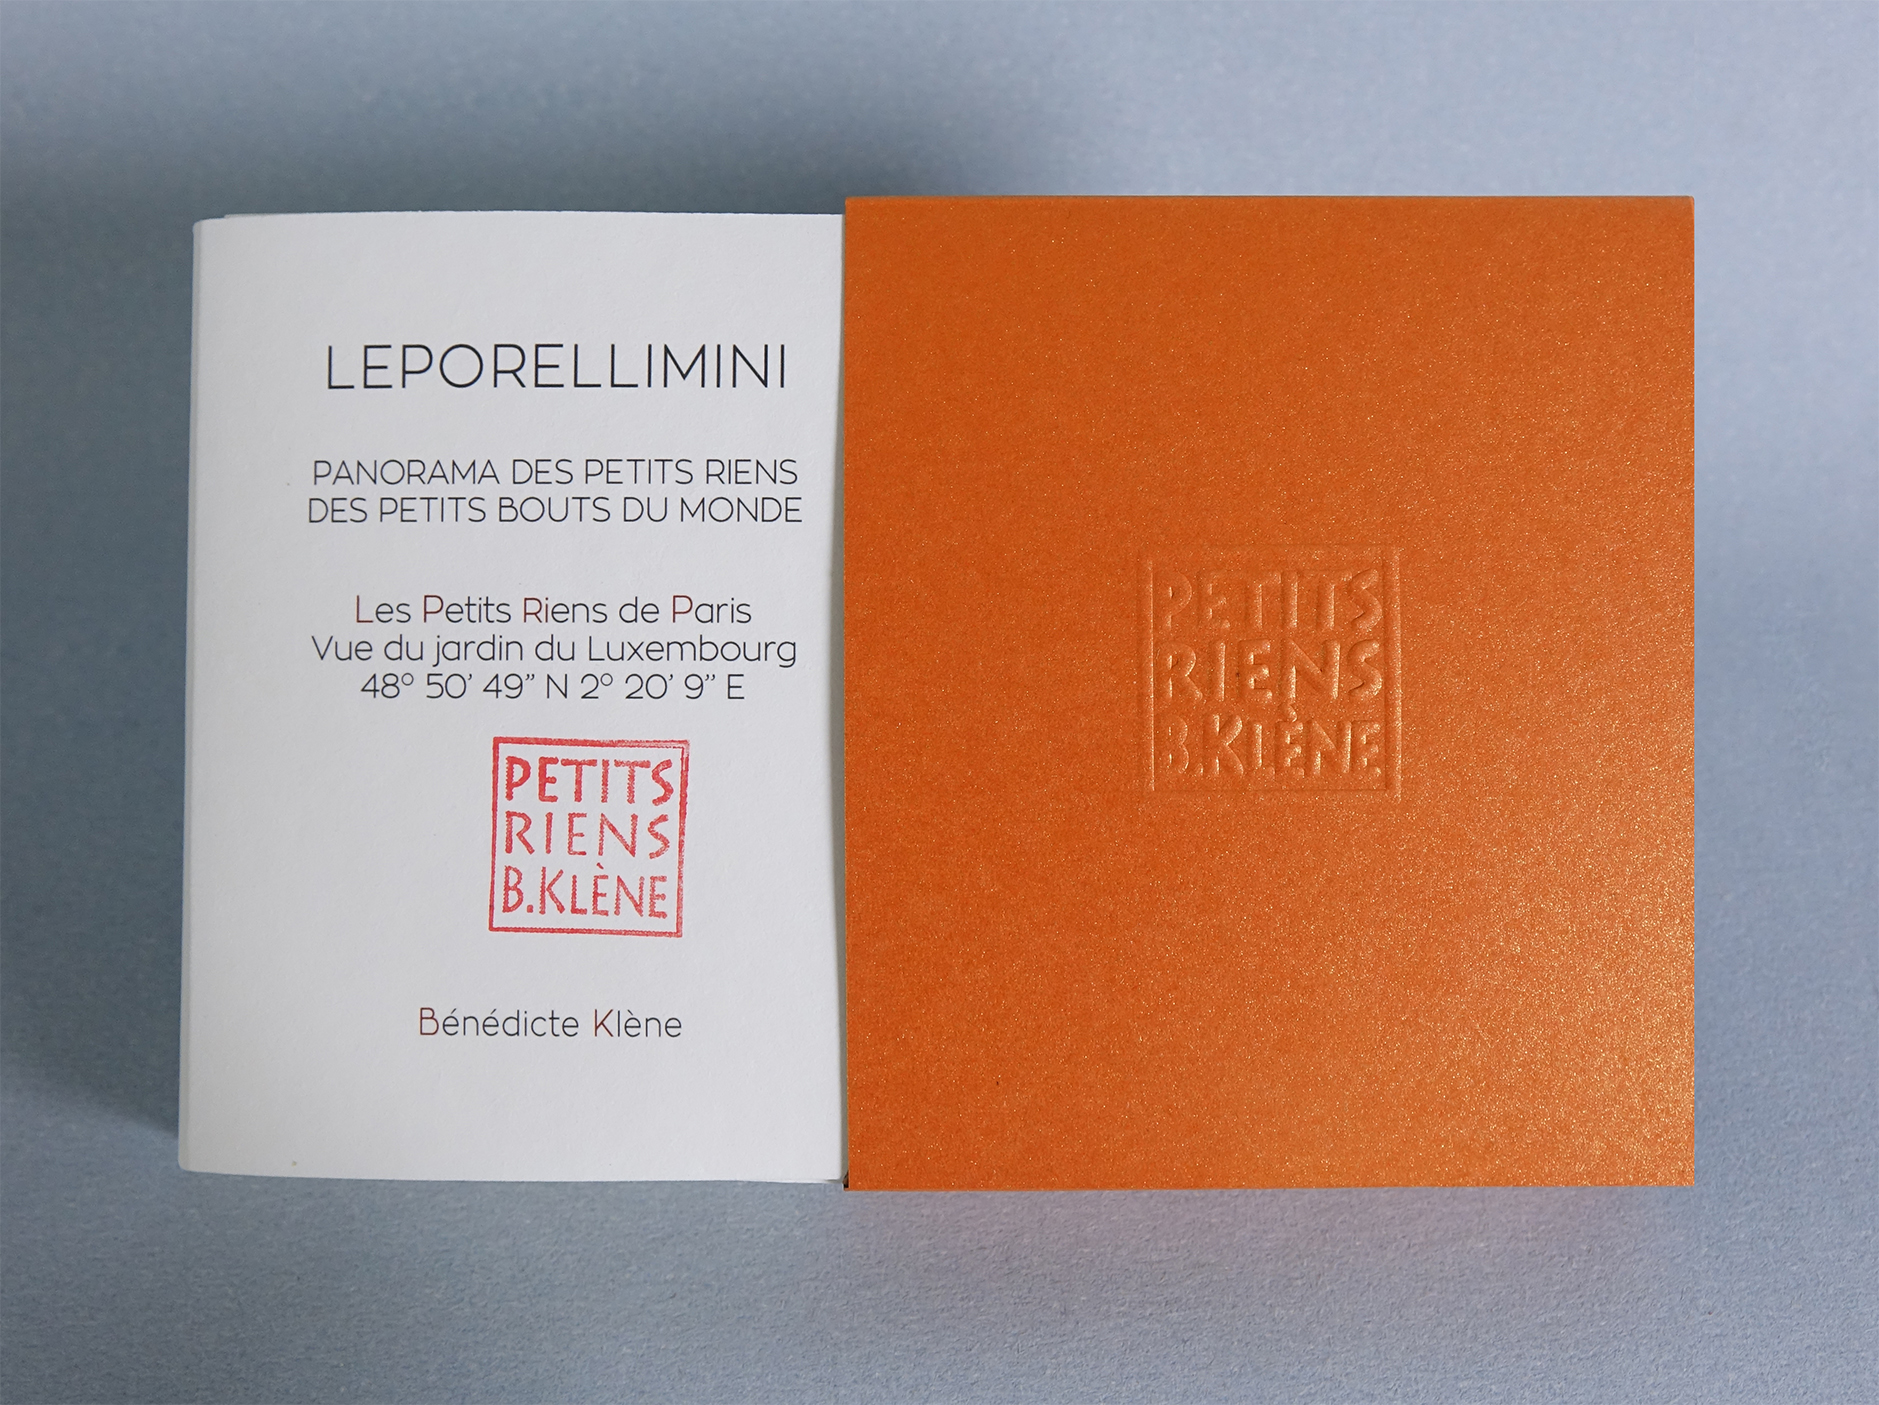 LEPORELLIMINI
PANORAMA DES PETITS RIENS
DES PETITS BOUTS DU MONDE
Les Petits Riens de Paris
Vue du jardin du Luxembourg
48° 50’ 49” N 2° 20’ 9” E
PETITS
RIENS
B.KLÈNE
Bénédicte Klène
PETITS
RIENS
B.KLÈNE